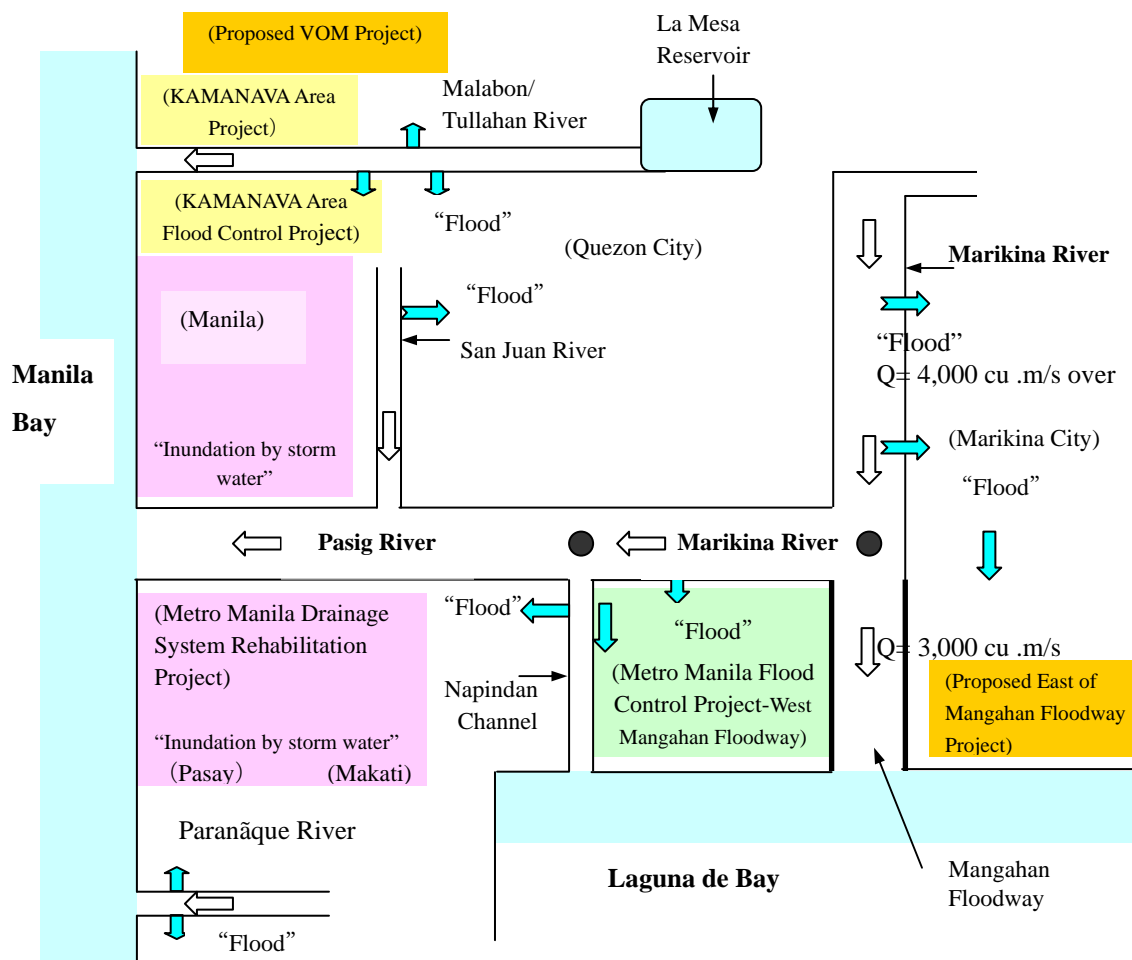 (Proposed VOM Project)
La Mesa
Reservoir
(KAMANAVA Area
Project)
Malabon/
Tullahan River
(KAMANAVA Area
Flood Control Project)
“Flood”
(Quezon City)
Marikina River
“Flood”
(Manila)
San Juan River
“Flood”
Q= 4,000 cu .m/s over
Manila
Bay
(Marikina City)
“Inundation by storm
water”
“Flood”
Pasig River
Marikina River
(Metro Manila Drainage
System Rehabilitation
Project)
“Flood”
“Flood”
Q= 3,000 cu .m/s
Napindan
Channel
(Metro Manila Flood
Control Project-West
Mangahan Floodway)
(Proposed East of
Mangahan Floodway
Project)
“Inundation by storm water”
(Pasay) (Makati)
Paranãque River
Laguna de Bay
Mangahan
Floodway
“Flood”